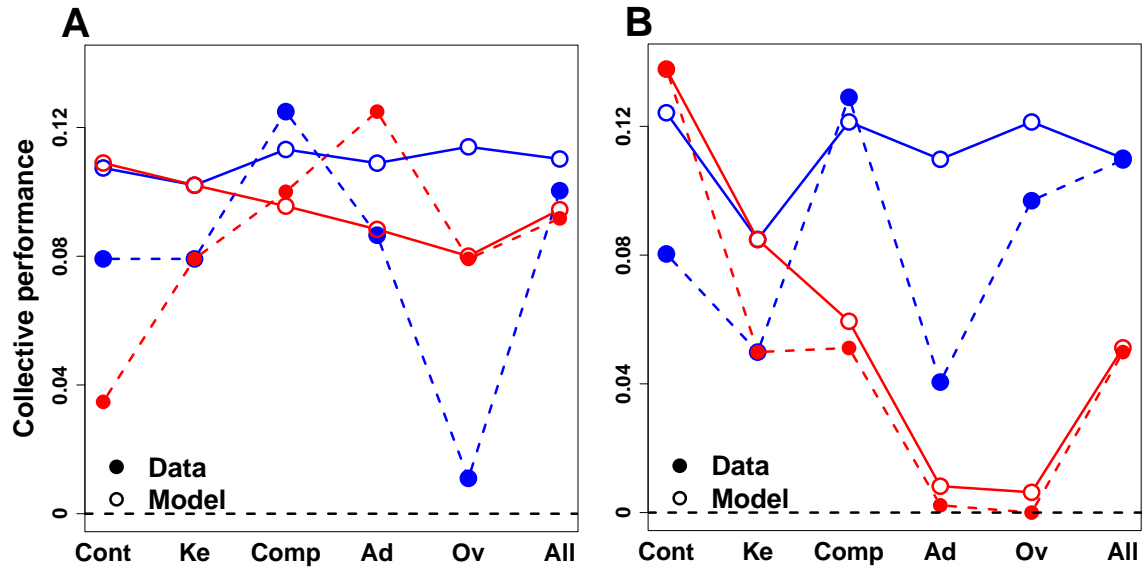 A
B
Collective performance
0.12
0.08
0.04
0
Data
Model
Cont Ke Comp Ad Ov All
0.12
0.08
0.04
0
Data
Model
Cont Ke Comp Ad Ov All